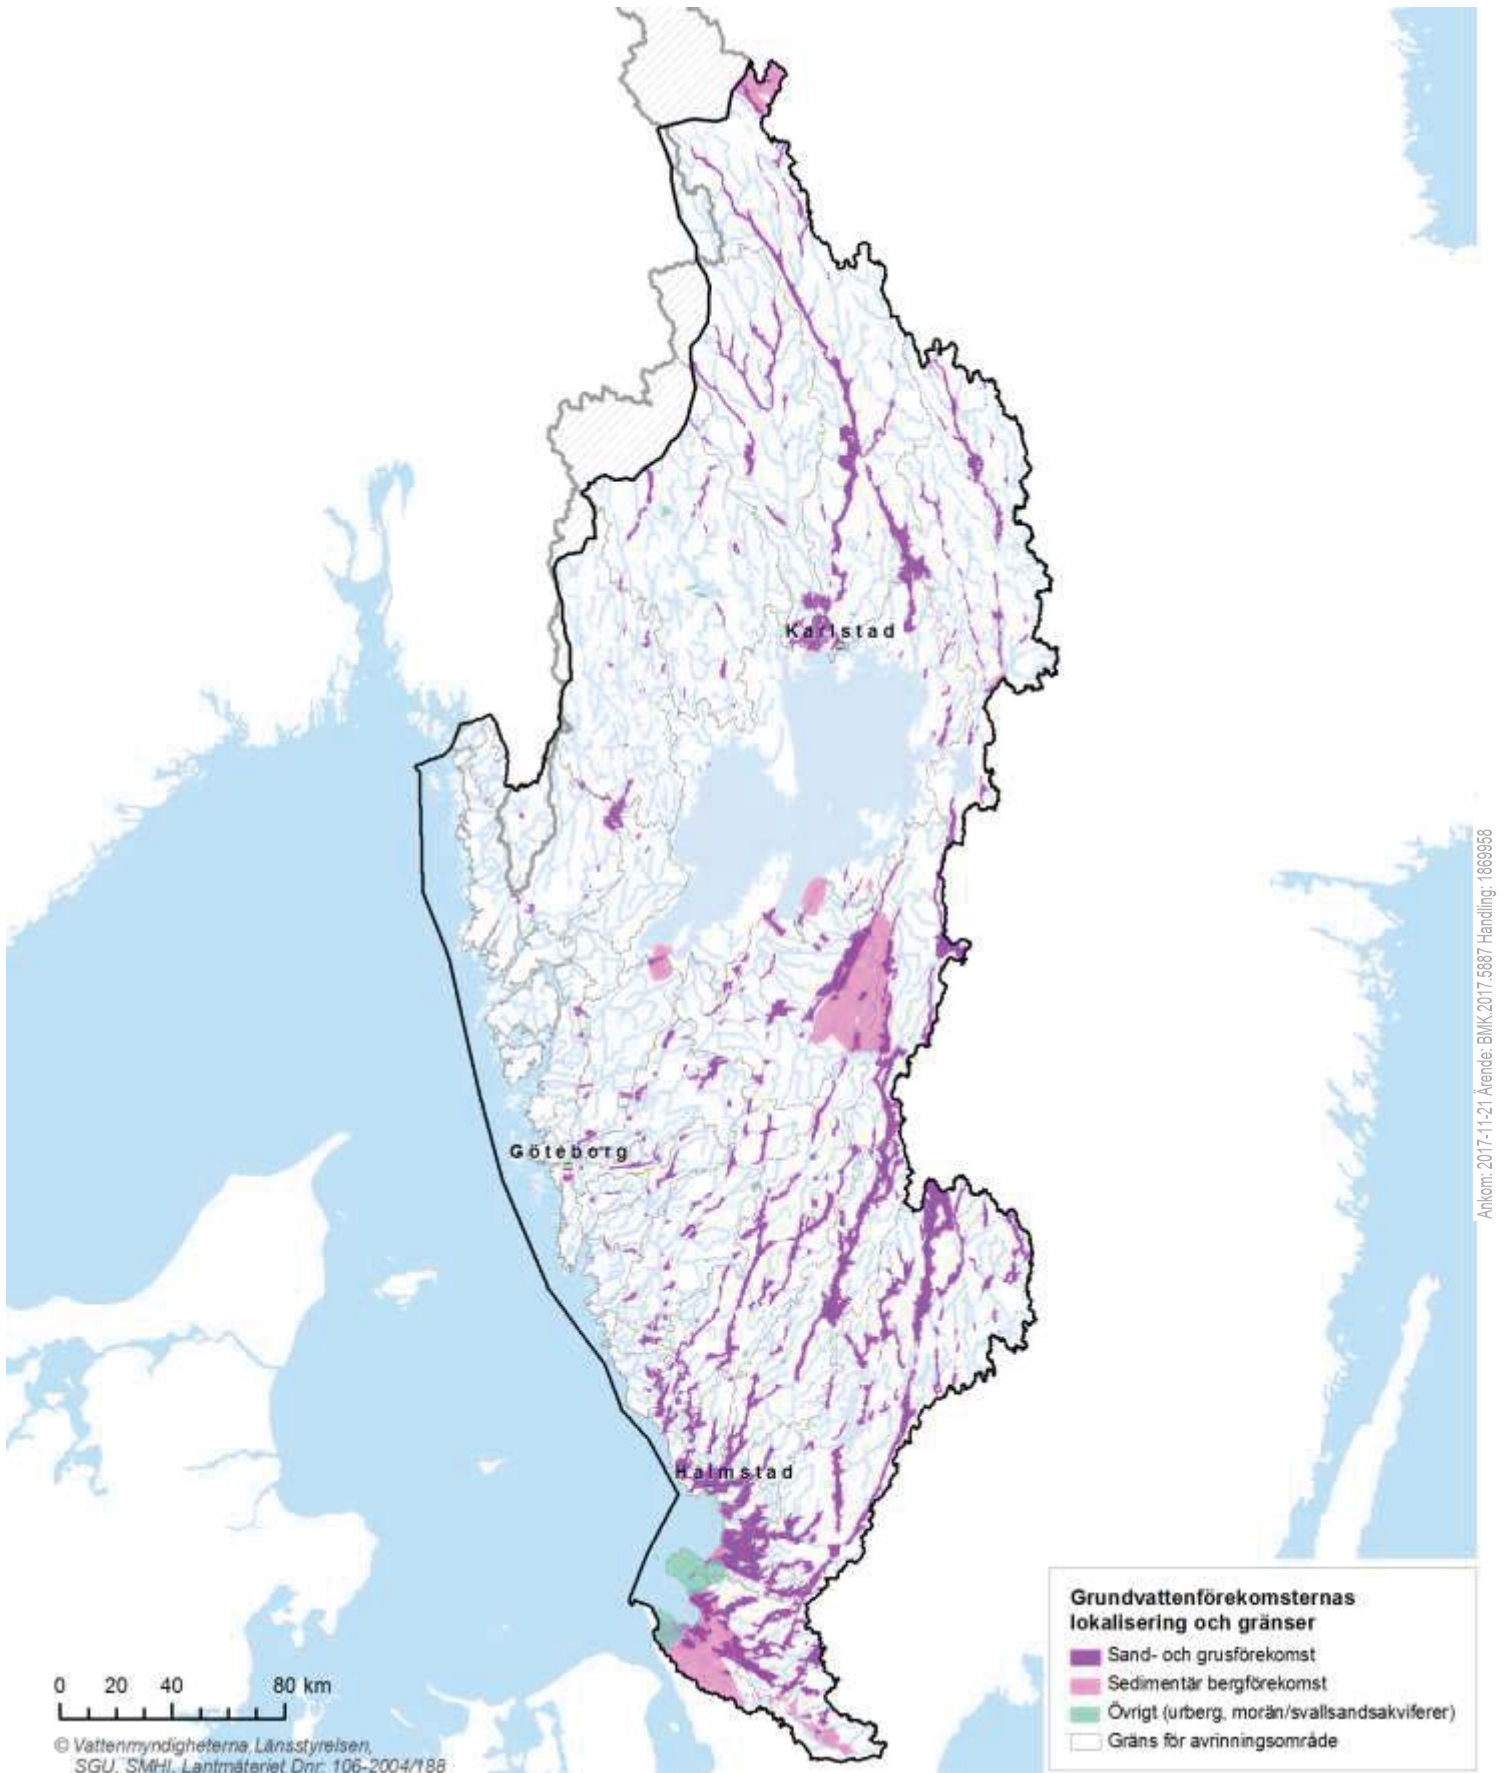 Karlstad
Göteborg
Halmstad
Ankom: 2017-11-21 Ärende: BMK.2017.5887 Handling: 1869958
Grundvattenförekomsternas
lokalisering och gränser
Sand- och grusförekomst
Sedimentär bergförekomst
Övrigt (urberg, morän/svallsandsakviferer)
Gräns för avrinningsområde
0 20 40 80 km
© Vattenmyndigheterna, Länsstyrelsen,
SGU, SMHI, Lantmäteriet Dnr: 106-2004/188